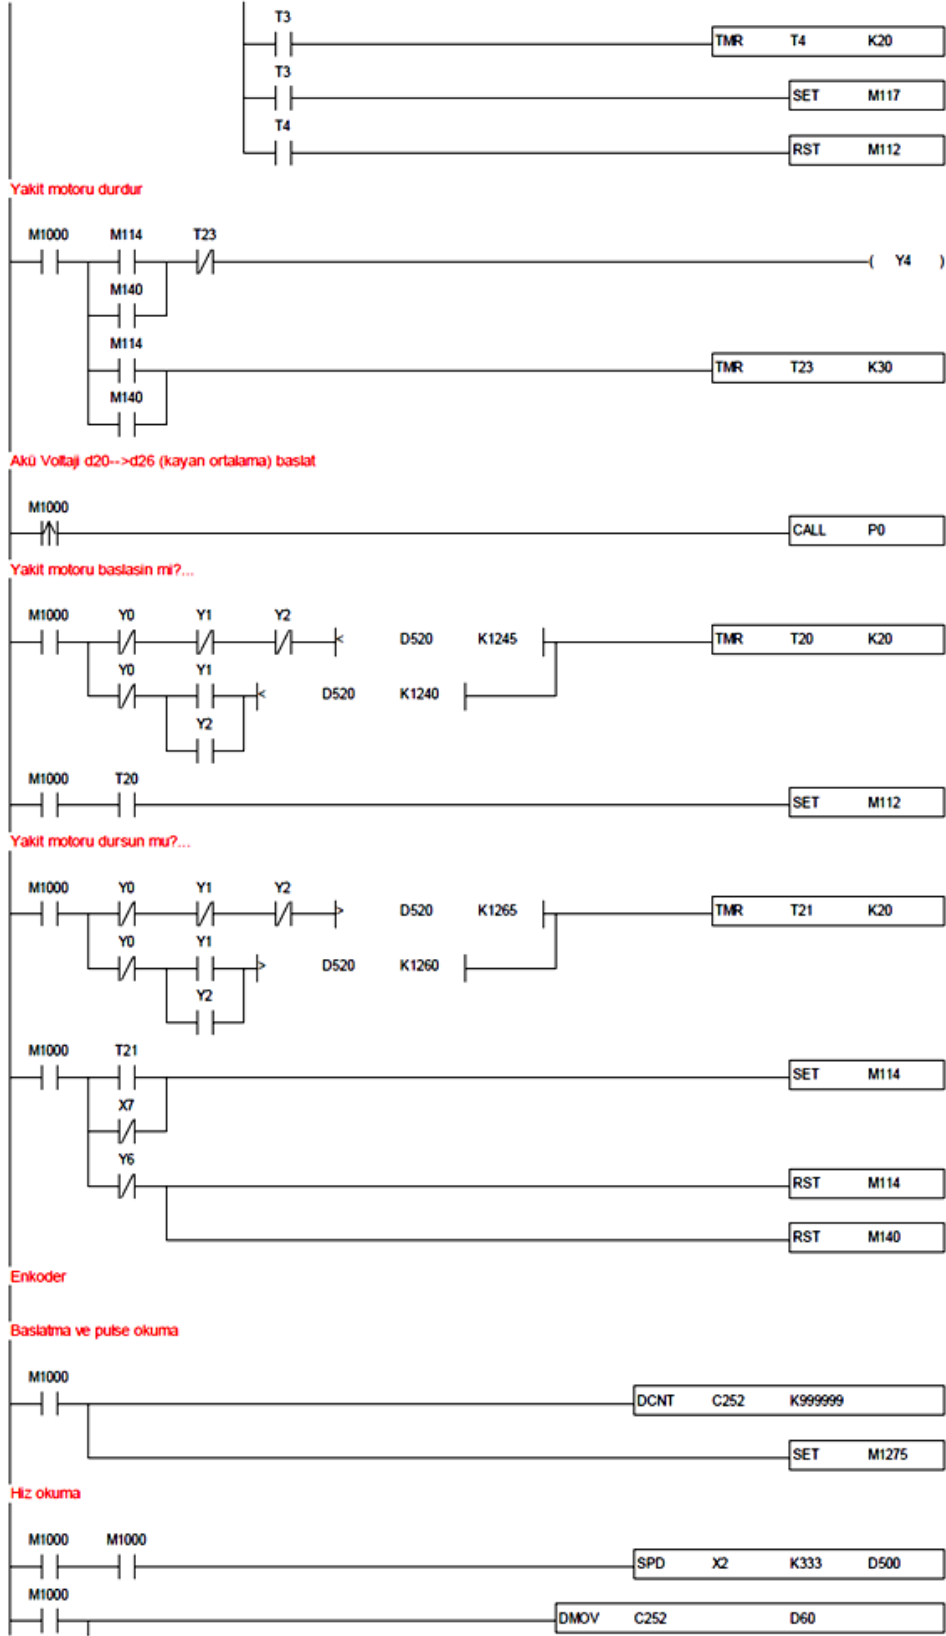 T3
TMR T4 K20
T3
SET M117
T4
RST M112
Yakit motoru durdur
M1000 M114 T23
( Y4 )
M140
M114
TMR T23 K30
M140
Akü Voltaji d20-->d26 (kayan ortalama) baslat
M1000
CALL P0
Yakit motoru baslasin mi?...
M1000 Y0 Y1 Y2
< D520 K1245
TMR T20 K20
Y0 Y1
< D520 K1240
Y2
M1000 T20
SET M112
Yakit motoru dursun mu?...
M1000 Y0 Y1 Y2
> D520 K1265
TMR T21 K20
Y0 Y1
> D520 K1260
Y2
M1000 T21
SET M114
X7
Y6
RST M114
RST M140
Enkoder
Baslatma ve pulse okuma
M1000
DCNT C252 K999999
SET M1275
Hiz okuma
M1000 M1000
SPD X2 K333 D500
M1000
DMOV C252 D60